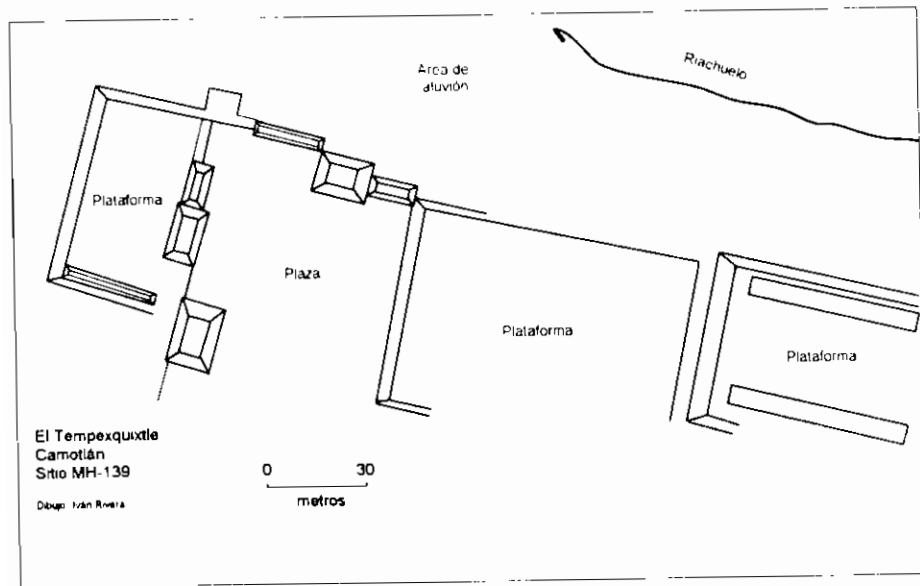 Riachuelo
Area de
aluvión
Plataforma
Plaza
Plataforma
Plataforma
El Tempexquixtle
Camotlán
Sitio MH-139
Dibujo: Iván Rivera
0 30
metros